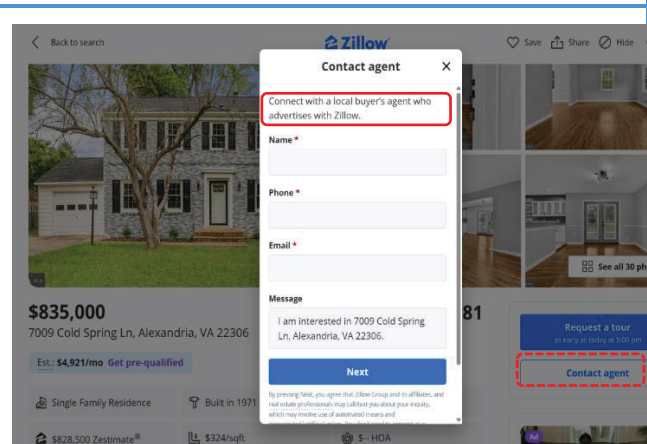 Back to search
Zillow
Save
Share
Hide
Contact agent
X
Connect with a local buyer's agent who
advertises with Zillow.
Name *
Phone *
Email *
Message
I am interested in 7009 Cold Spring
Ln, Alexandria, VA 22306.
Next
By pressing Next, you agree that Zillow Group and its affiliates, and
real estate professionals may call/text you about your inquiry,
which may involve use of automated means and
See all 30 ph
$835,000
7009 Cold Spring Ln, Alexandria, VA 22306
81
Est.: $4,921/mo Get pre-qualified
Request a tour
as early as today at 5:00 pm
Contact agent
Single Family Residence
Built in 1971
$828,500 Zestimate®
$324/sqft
$-- HOA
Ad